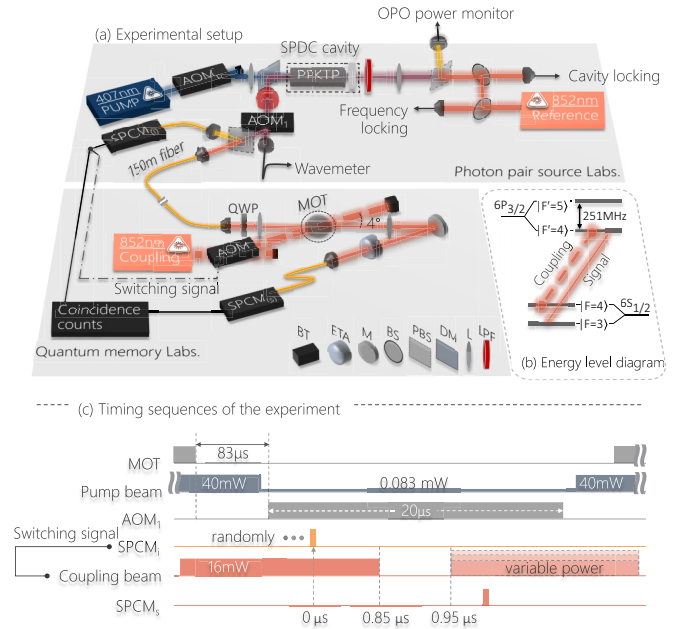 (a) Experimental setup
OPO power monitor
SPDC cavity
407nm
PUMP
AOM
PPKTP
Cavity locking
Frequency
locking
852nm
Reference
SPCM
AOM1
150m fiber
Wavemeter
Photon pair source Labs.
QWP
MOT
4°
852nm
Coupling
AOM
Switching signal
SPCM
Coincidence
counts
Quantum memory Labs.
BT
ETA
M
BS
PBS
DM
L
LPF
6P3/2
|F'=5⟩
|F'=4⟩
251MHz
Coupling
Signal
|F=4⟩
|F=3⟩
6S1/2
(b) Energy level diagram
(c) Timing sequences of the experiment
83μs
MOT
40mW
0.083 mW
40mW
Pump beam
20μs
AOM1
Switching signal
randomly
SPCMi
16mW
variable power
Coupling beam
SPCMs
0 μs
0.85 μs
0.95 μs